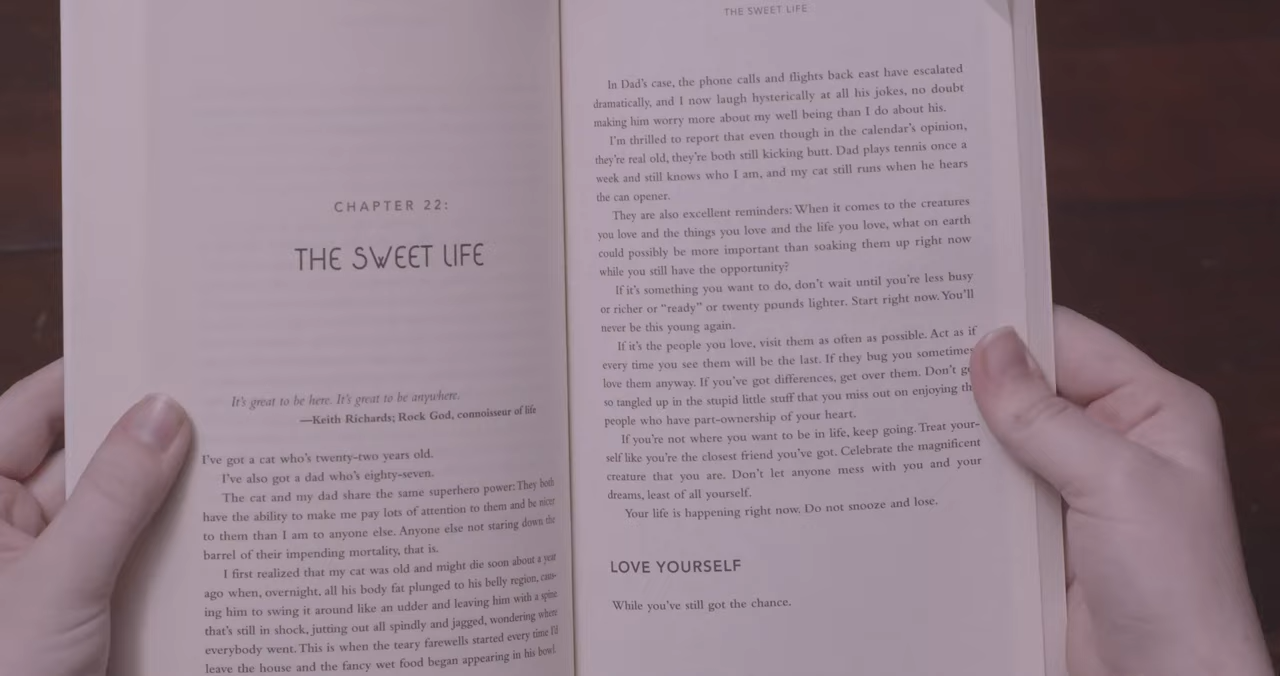 CHAPTER 22:
THE SWEET LIFE
It's great to be here. It's great to be anywhere.
—Keith Richards; Rock God, connoisseur of life
I've got a cat who's twenty-two years old.
I've also got a dad who's eighty-seven.
The cat and my dad share the same superhero power: They both
have the ability to make me pay lots of attention to them and be nicer
to them than I am to anyone else. Anyone else not staring down the
barrel of their impending mortality, that is.
I first realized that my cat was old and might die soon about a year
ago when, overnight, all his body fat plunged to his belly region, caus-
ing him to swing it around like an udder and leaving him with a spine
that's still in shock, jutting out all spindly and jagged, wondering where
everybody went. This is when the teary farewells started every time I'd
leave the house and the fancy wet food began appearing in his bowl.
THE SWEET LIFE
In Dad's case, the phone calls and flights back east have escalated
dramatically, and I now laugh hysterically at all his jokes, no doubt
making him worry more about my well being than I do about his.
I'm thrilled to report that even though in the calendar's opinion,
they're real old, they're both still kicking butt. Dad plays tennis once a
week and still knows who I am, and my cat still runs when he hears
the can opener.
They are also excellent reminders: When it comes to the creatures
you love and the things you love and the life you love, what on earth
could possibly be more important than soaking them up right now
while you still have the opportunity?
If it's something you want to do, don't wait until you're less busy
or richer or "ready" or twenty pounds lighter. Start right now. You'll
never be this young again.
If it's the people you love, visit them as often as possible. Act as if
every time you see them will be the last. If they bug you sometimes
love them anyway. If you've got differences, get over them. Don't g
so tangled up in the stupid little stuff that you miss out on enjoying th
people who have part-ownership of your heart.
If you're not where you want to be in life, keep going. Treat your-
self like you're the closest friend you've got. Celebrate the magnificent
creature that you are. Don't let anyone mess with you and your
dreams, least of all yourself.
Your life is happening right now. Do not snooze and lose.
LOVE YOURSELF
While you've still got the chance.